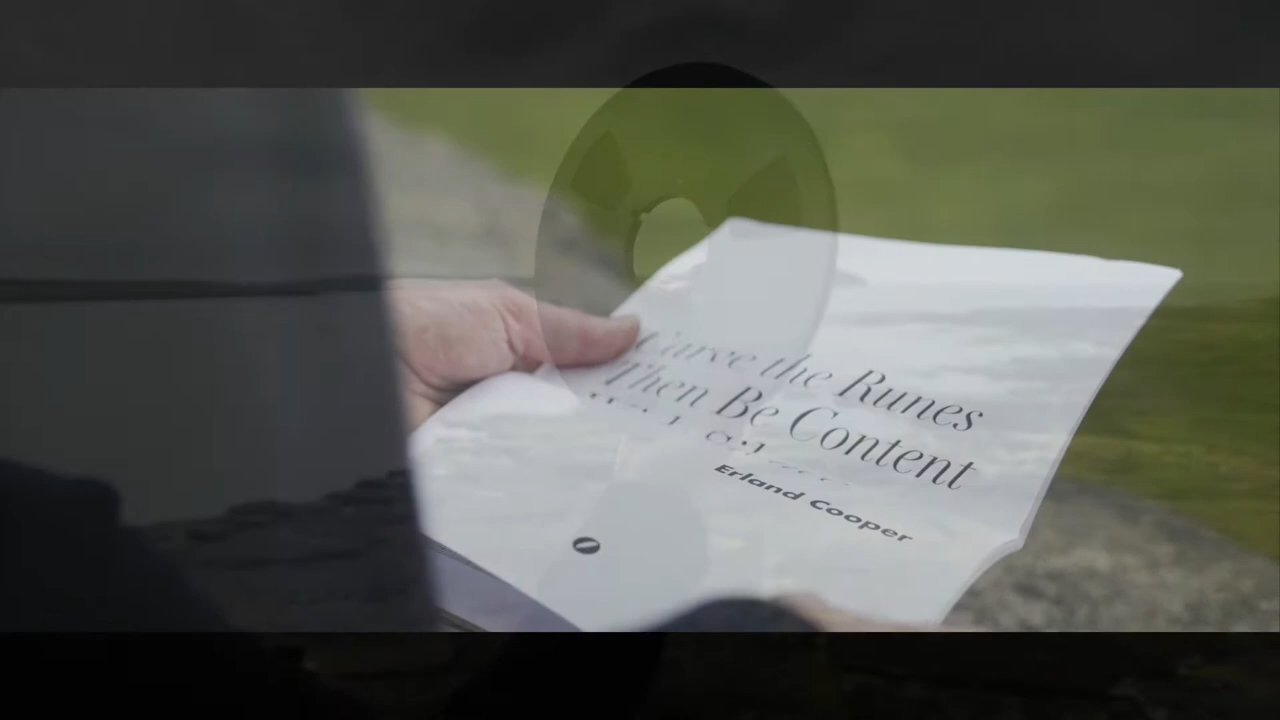 Carve the Runes
Then Be Content
Erland Cooper